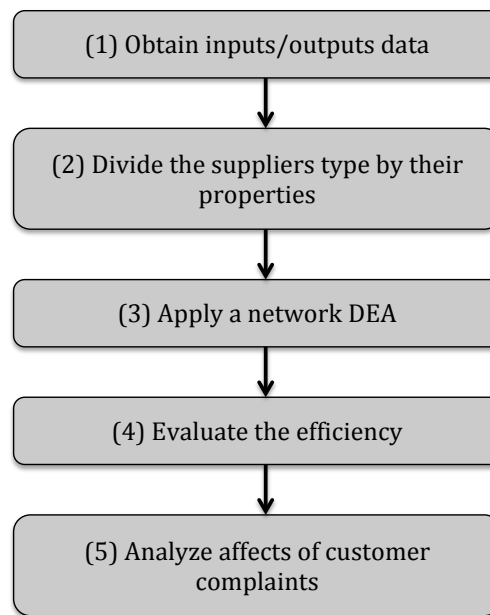 (1) Obtain inputs/outputs data
(2) Divide the suppliers type by their
properties
(3) Apply a network DEA
(4) Evaluate the efficiency
(5) Analyze affects of customer
complaints